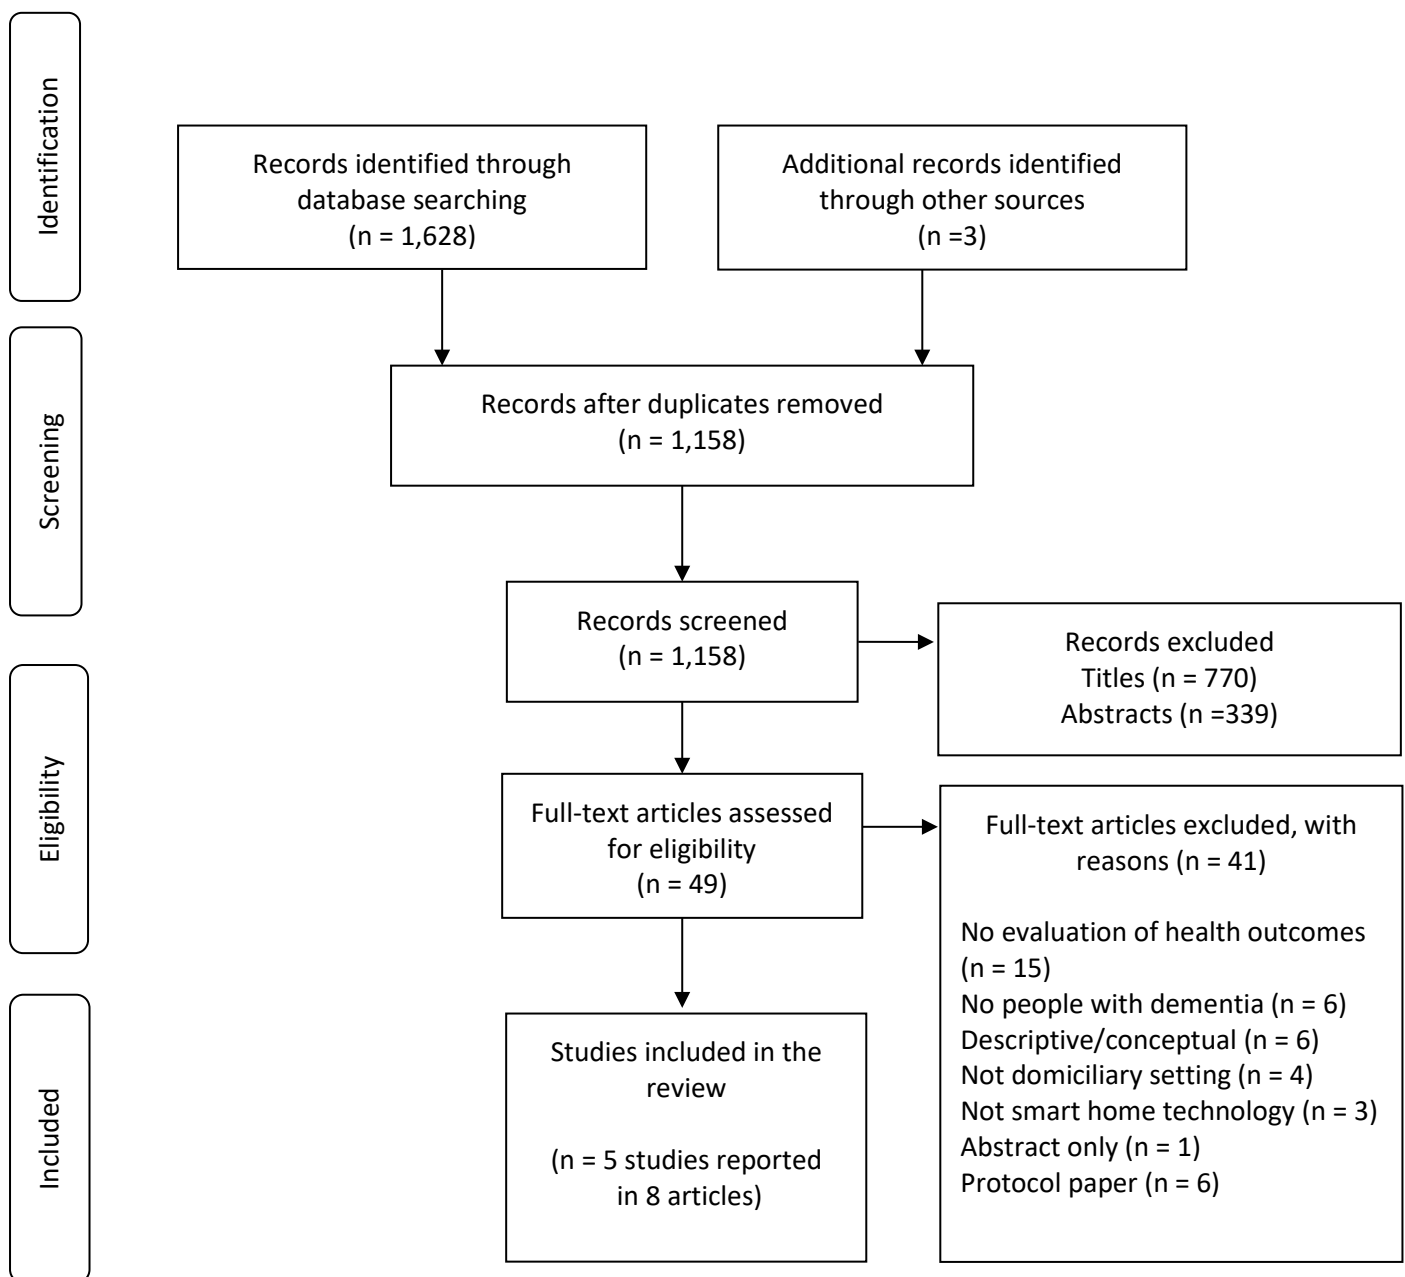 Identification
Records identified through
database searching
(n = 1,628)
Additional records identified
through other sources
(n =3)
Screening
Records after duplicates removed
(n = 1,158)
Records screened
(n = 1,158)
Records excluded
Titles (n = 770)
Abstracts (n =339)
Eligibility
Full-text articles assessed
for eligibility
(n = 49)
Full-text articles excluded, with
reasons (n = 41)
No evaluation of health outcomes
(n = 15)
No people with dementia (n = 6)
Descriptive/conceptual (n = 6)
Not domiciliary setting (n = 4)
Not smart home technology (n = 3)
Abstract only (n = 1)
Protocol paper (n = 6)
Included
Studies included in the
review
(n = 5 studies reported
in 8 articles)